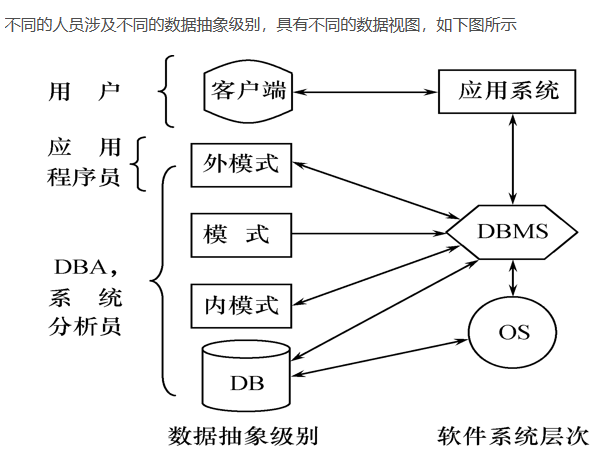 不同的人员涉及不同的数据抽象级别，具有不同的数据视图，如下图所示
用 户
客户端
应用系统
应 用
程序员
外模式
模 式
DBMS
DBA，
系 统
分析员
内模式
OS
DB
数据抽象级别
软件系统层次